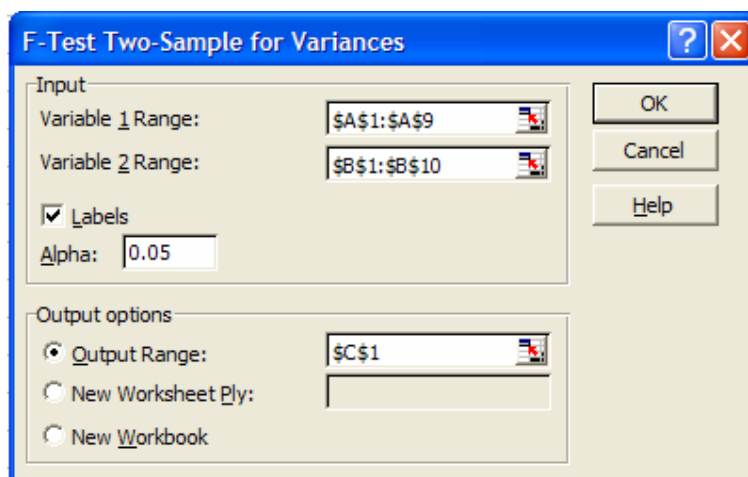 F-Test Two-Sample for Variances
Input
Variable 1 Range: $A$1:$A$9
Variable 2 Range: $B$1:$B$10
Labels
Alpha: 0.05
OK
Cancel
Help
Output options
Output Range: $C$1
New Worksheet Ply:
New Workbook